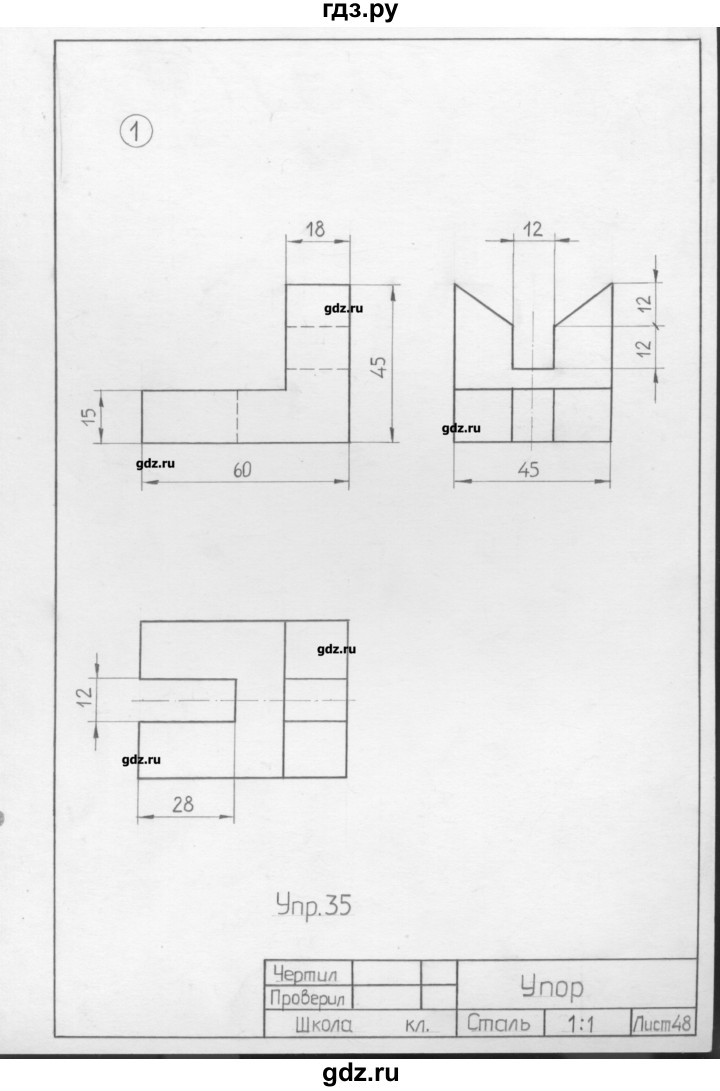 гдз.ру
1
18
12
gdz.ru
12
45
12
15
gdz.ru
gdz.ru
60
45
gdz.ru
12
gdz.ru
28
Упр.35
Чертил
Проверил
Упор
Школа кл. Сталь 1:1 Лист48
gdz.ru